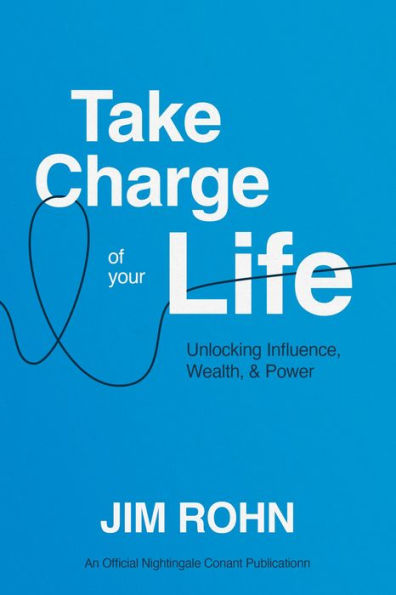 Take
Charge
of
your
Life
Unlocking Influence,
Wealth, & Power
JIM ROHN
An Official Nightingale Conant Publicationn